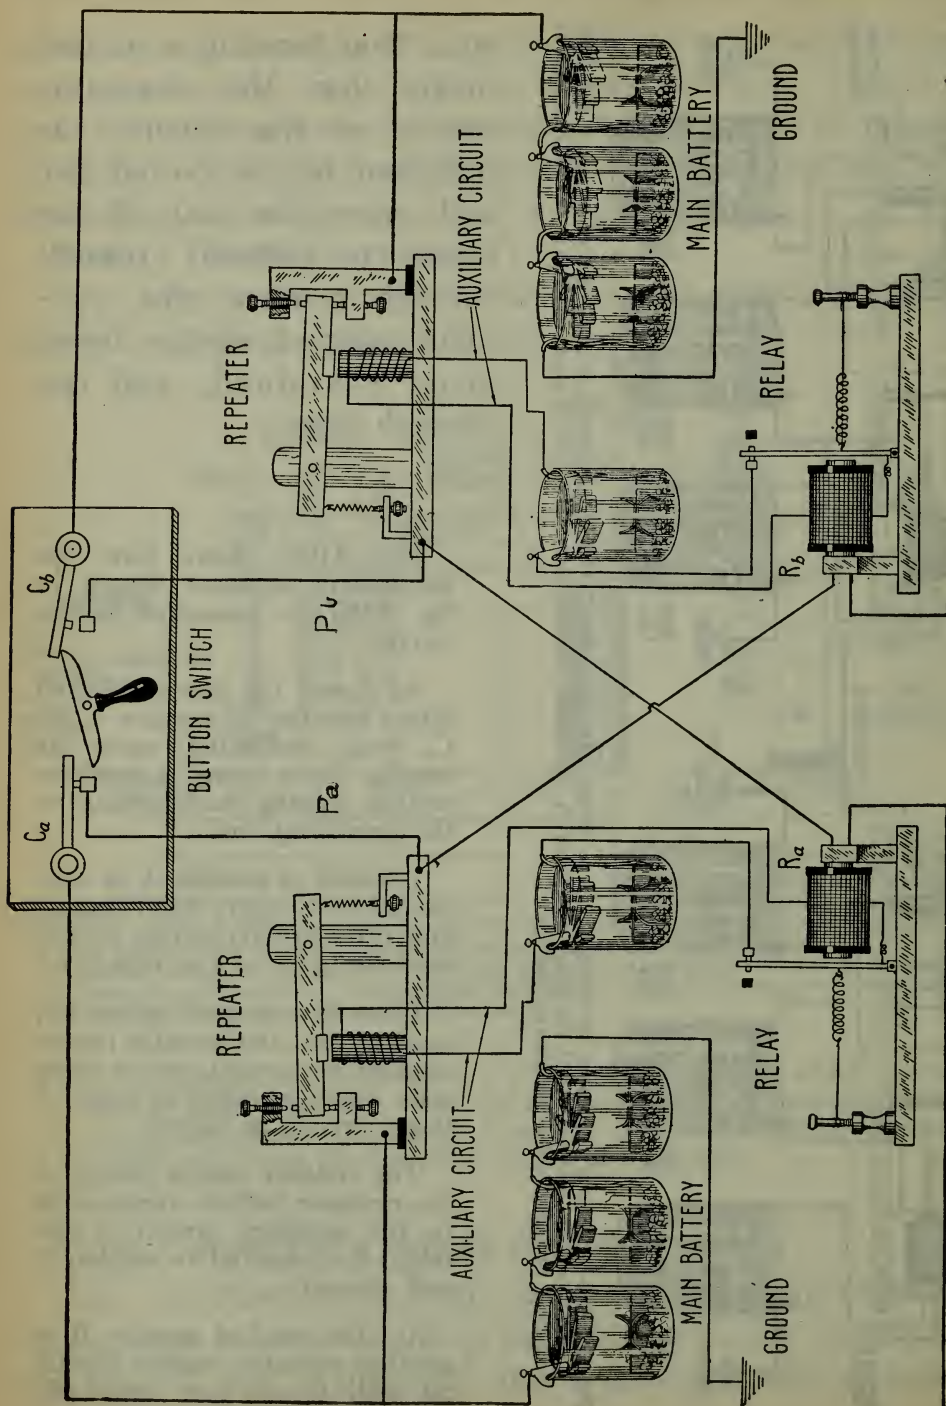 Ca
Cb
BUTTON SWITCH
REPEATER
Pa
Pb
REPEATER
AUXILIARY CIRCUIT
AUXILIARY CIRCUIT
MAIN BATTERY
MAIN BATTERY
GROUND
RELAY
Ra
Rb
RELAY
GROUND